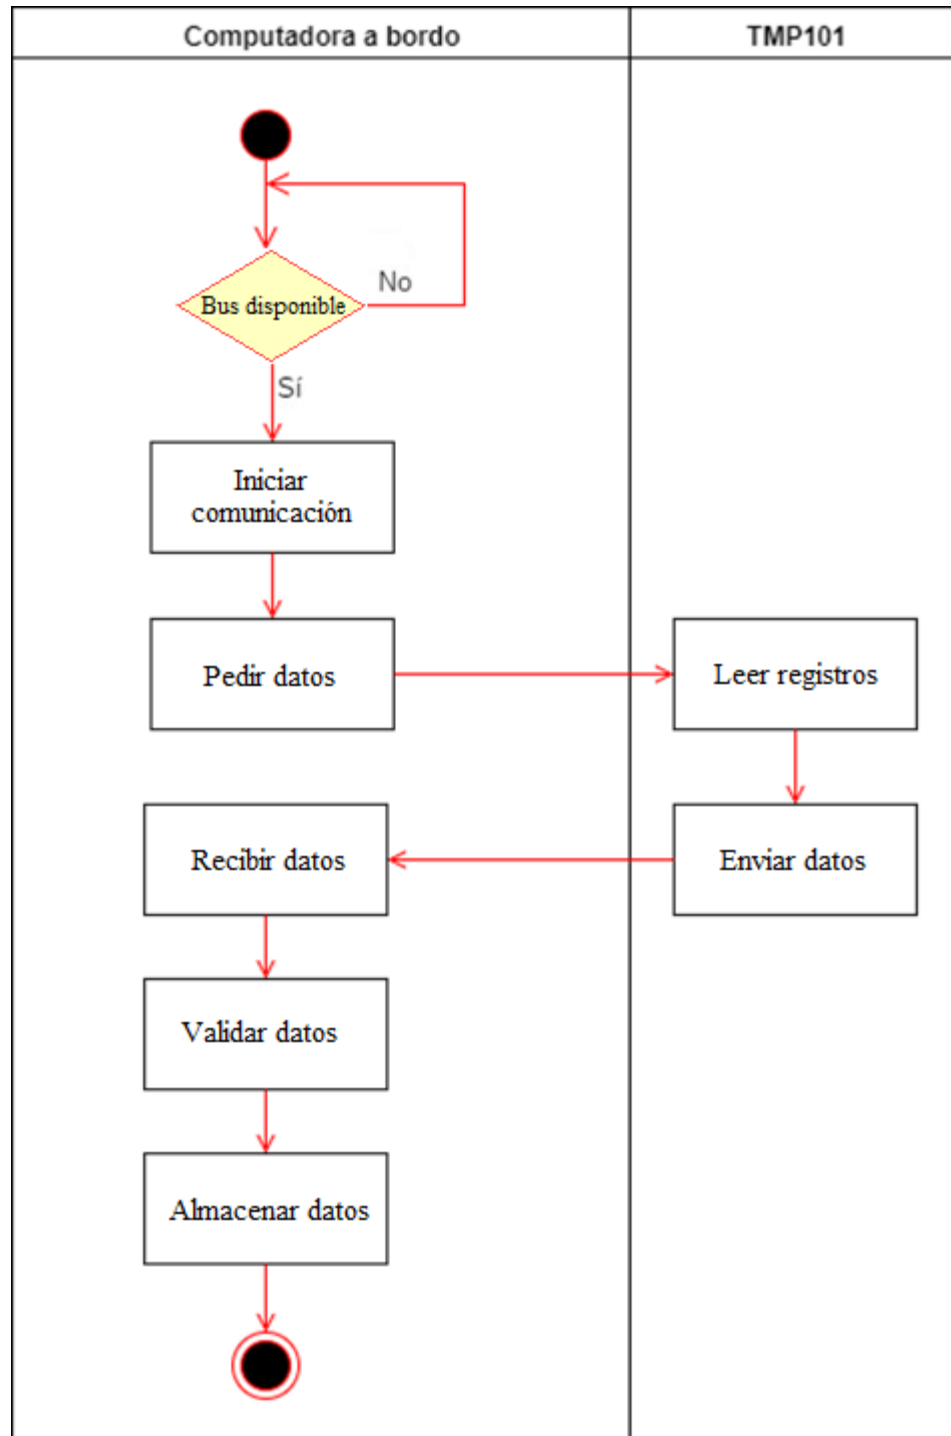 Computadora a bordo
TMP101
Bus disponible
No
Sí
Iniciar
comunicación
Pedir datos
Leer registros
Recibir datos
Enviar datos
Validar datos
Almacenar datos